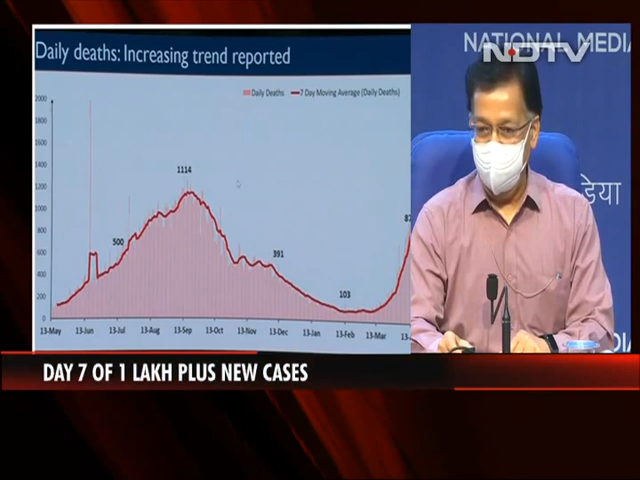 NATIONAL MEDIA
NDTV
Daily deaths: Increasing trend reported
Daily Deaths
7 Day Moving Average (Daily Deaths)
2000
1800
1600
1400
1200
1000
800
600
400
200
0
500
1114
391
103
13-May
13-Jun
13-Jul
13-Aug
13-Sep
13-Oct
13-Nov
13-Dec
13-Jan
13-Feb
13-Mar
DAY 7 OF 1 LAKH PLUS NEW CASES